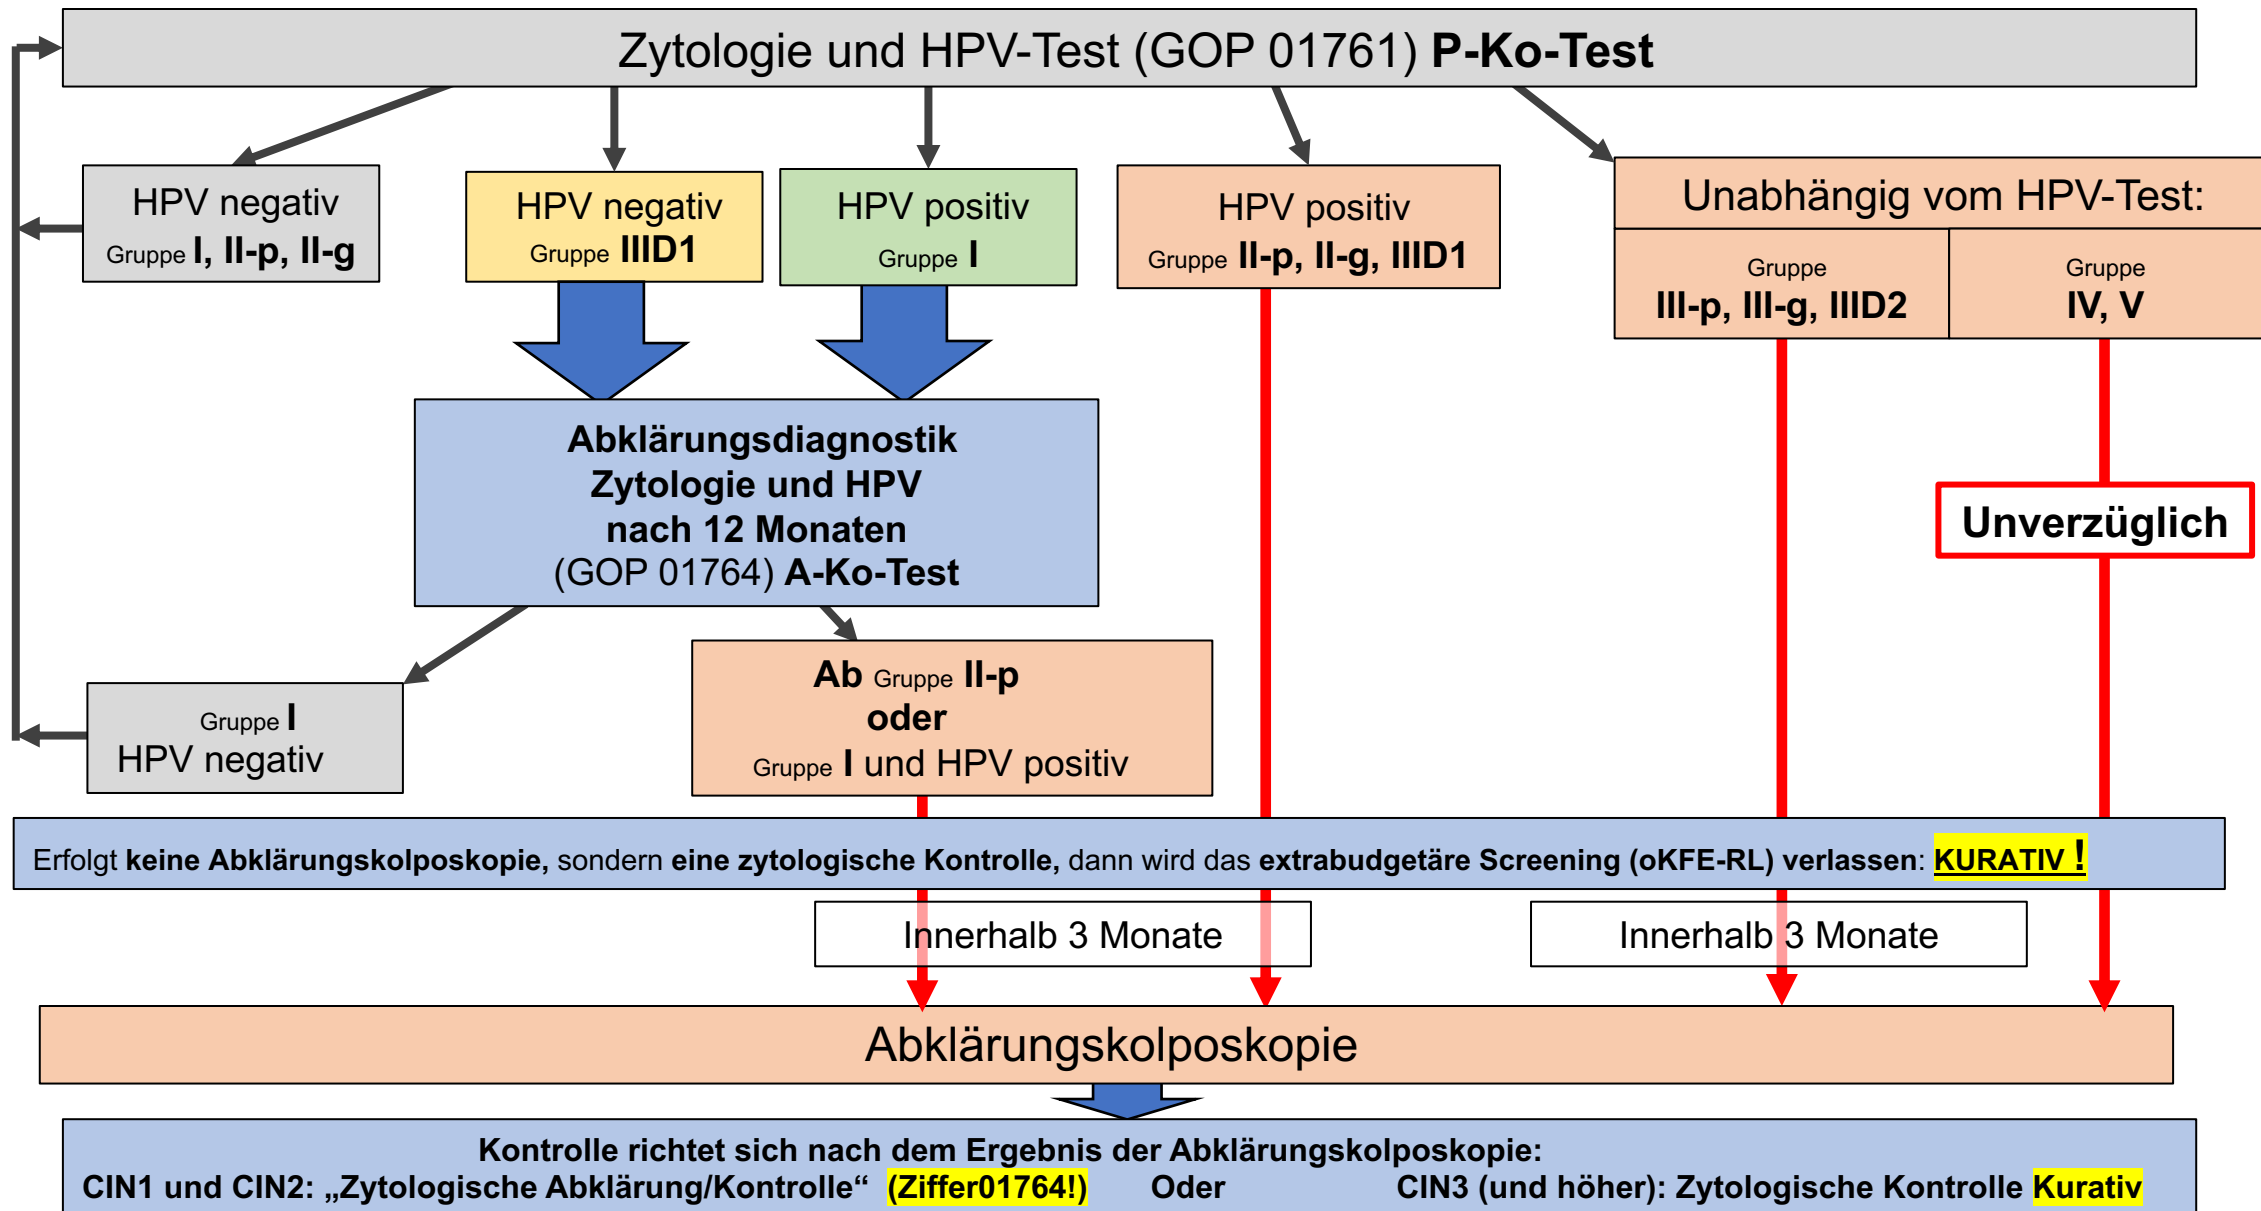 Zytologie und HPV-Test (GOP 01761) P-Ko-Test
HPV negativ
Gruppe I, II-p, II-g
HPV negativ
Gruppe IIID1
HPV positiv
Gruppe I
HPV positiv
Gruppe II-p, II-g, IIID1
Unabhängig vom HPV-Test:
Gruppe
III-p, III-g, IIID2
Gruppe
IV, V
Abklärungsdiagnostik
Zytologie und HPV
nach 12 Monaten
(GOP 01764) A-Ko-Test
Unverzüglich
Gruppe I
HPV negativ
Ab Gruppe II-p
oder
Gruppe I und HPV positiv
Erfolgt keine Abklärungskolposkopie, sondern eine zytologische Kontrolle, dann wird das extrabudgetäre Screening (oKFE-RL) verlassen: KURATIV !
Innerhalb 3 Monate
Innerhalb 3 Monate
Abklärungskolposkopie
Kontrolle richtet sich nach dem Ergebnis der Abklärungskolposkopie:
CIN1 und CIN2: „Zytologische Abklärung/Kontrolle“ (Ziffer01764!) Oder CIN3 (und höher): Zytologische Kontrolle Kurativ